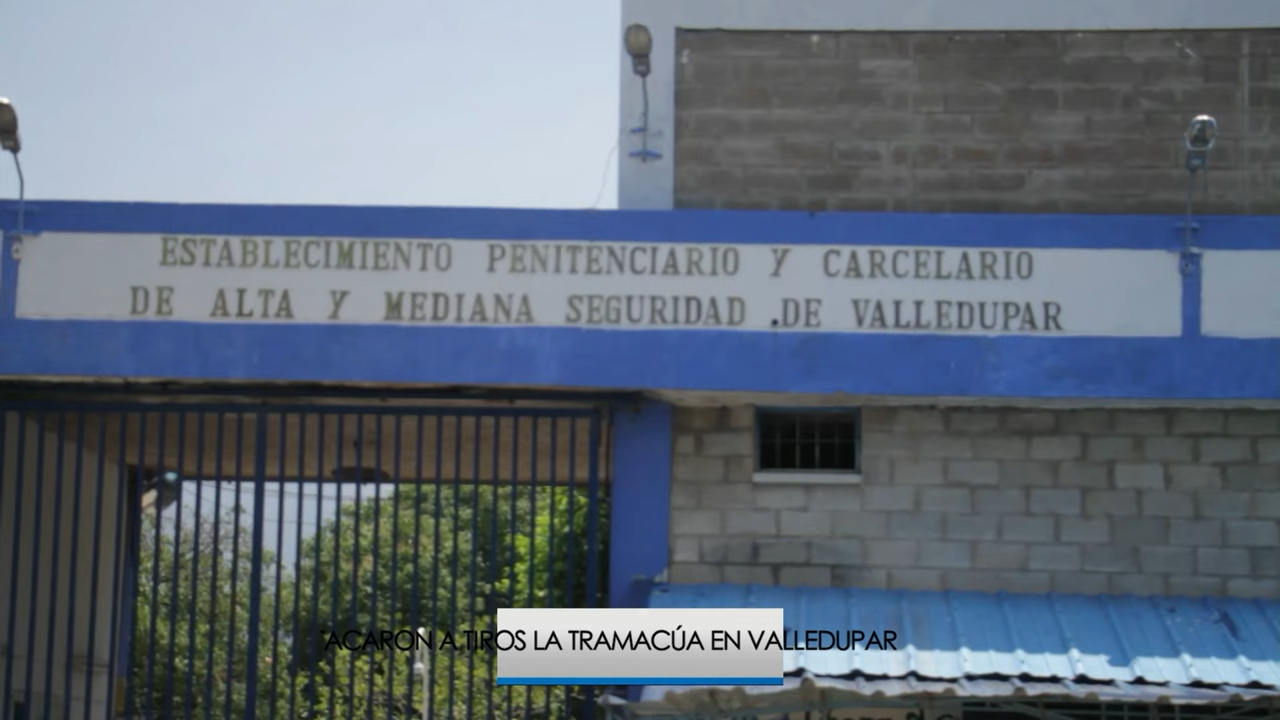 ESTABLECIMIENTO PENITENCIARIO Y CARCELARIO
DE ALTA Y MEDIANA SEGURIDAD DE VALLEDUPAR
ACARON A TIROS LA TRAMACÚA EN VALLEDUPAR